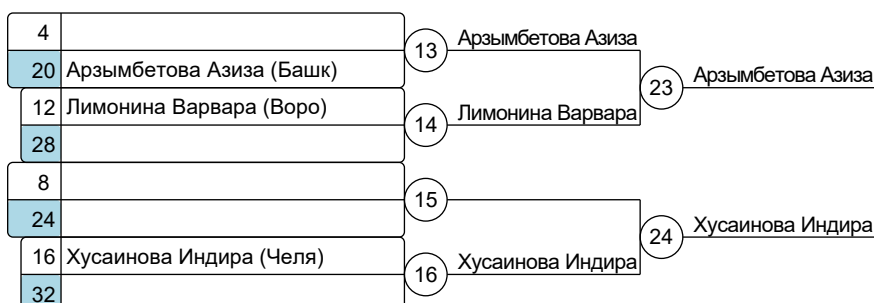 4
13 Арзымбетова Азиза
20 Арзымбетова Азиза (Башк)
23 Арзымбетова Азиза
12 Лимонина Варвара (Воро)
14 Лимонина Варвара
28
8
15
24
24 Хусаинова Индира
16 Хусаинова Индира (Челя)
16 Хусаинова Индира
32